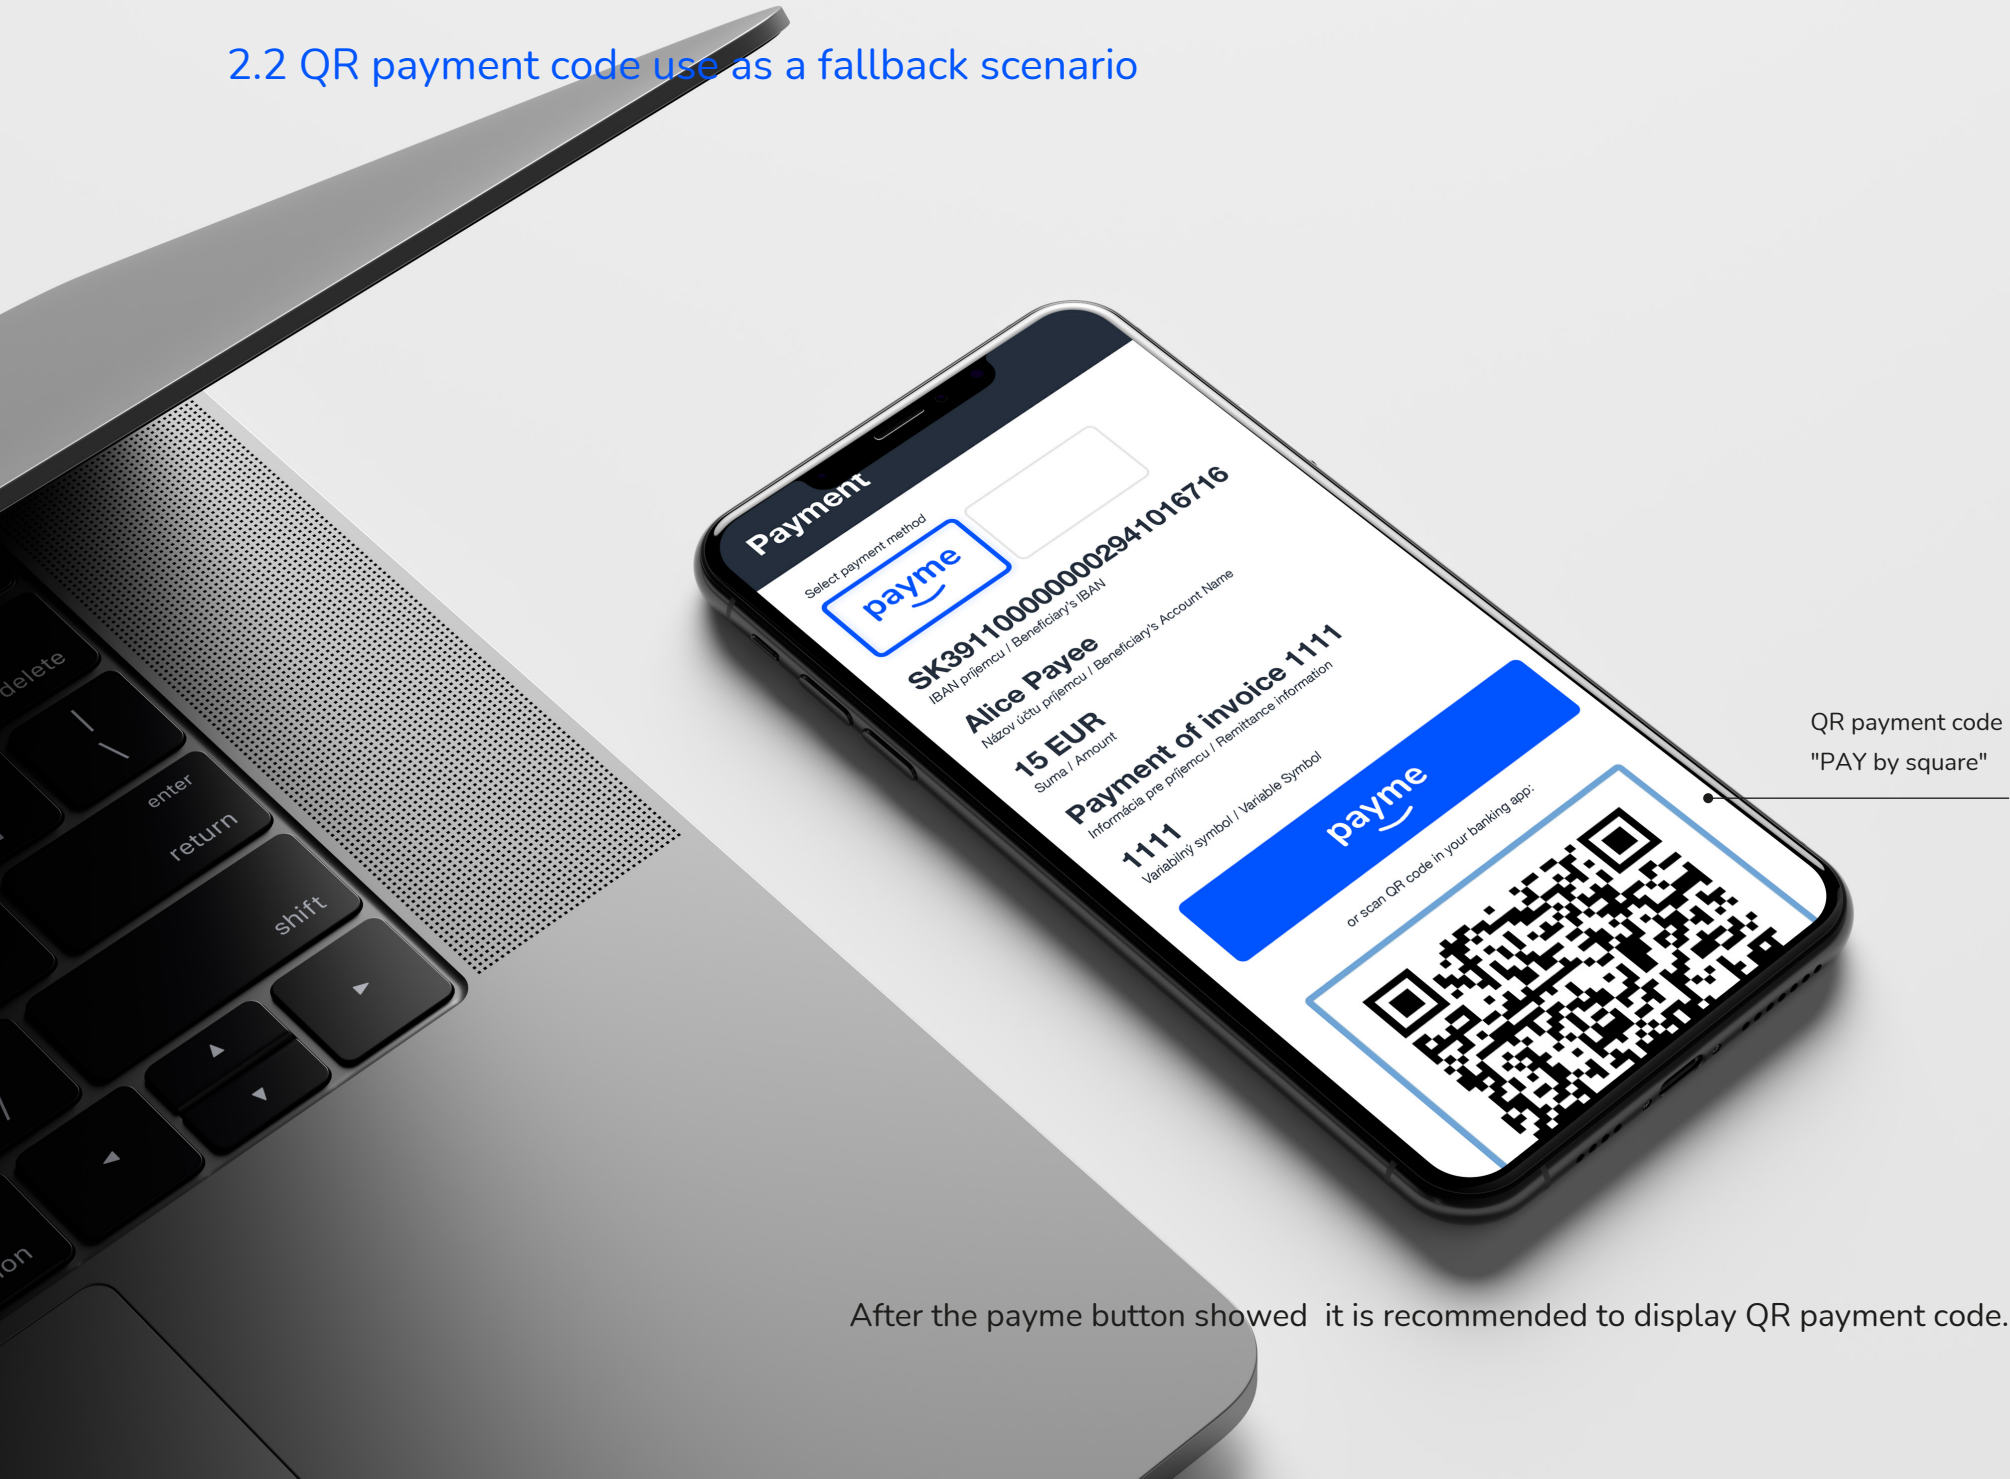 2.2 QR payment code use as a fallback scenario
Payment
Select payment method
payme
SK3911000000002941016716
IBAN príjemcu / Beneficiary's IBAN
Alice Payee
Názov účtu príjemcu / Beneficiary's Account Name
15 EUR
Suma / Amount
Payment of invoice 1111
Informácia pre príjemcu / Remittance information
1111
Variabilný symbol / Variable Symbol
payme
or scan QR code in your banking app:
QR payment code
"PAY by square"
delete
enter
return
shift
After the payme button showed  it is recommended to display QR payment code.